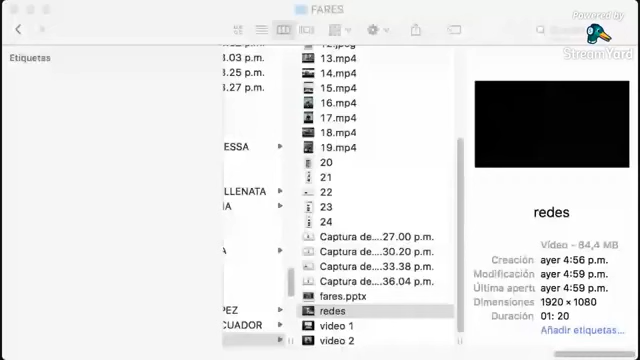 FARES
Powered by
StreamYard
Etiquetas
.03 p.m.
.25 p.m.
.27 p.m.
ESSA
LLENATA
IA
A
PEZ
CUADOR
13.mp4
14.mp4
15.mp4
16.mp4
17.mp4
18.mp4
19.mp4
20
21
22
23
24
Captura de....27.00 p.m.
Captura de....30.20 p.m.
Captura de....33.38 p.m.
Captura de....36.04 p.m.
fares.pptx
redes
video 1
video 2
redes
Vídeo - 84,4 MB
Creación ayer 4:56 p.m.
Modificación ayer 4:59 p.m.
Última apertu ayer 4:59 p.m.
Dimensiones 1920 × 1080
Duración 01: 20
Añadir etiquetas...